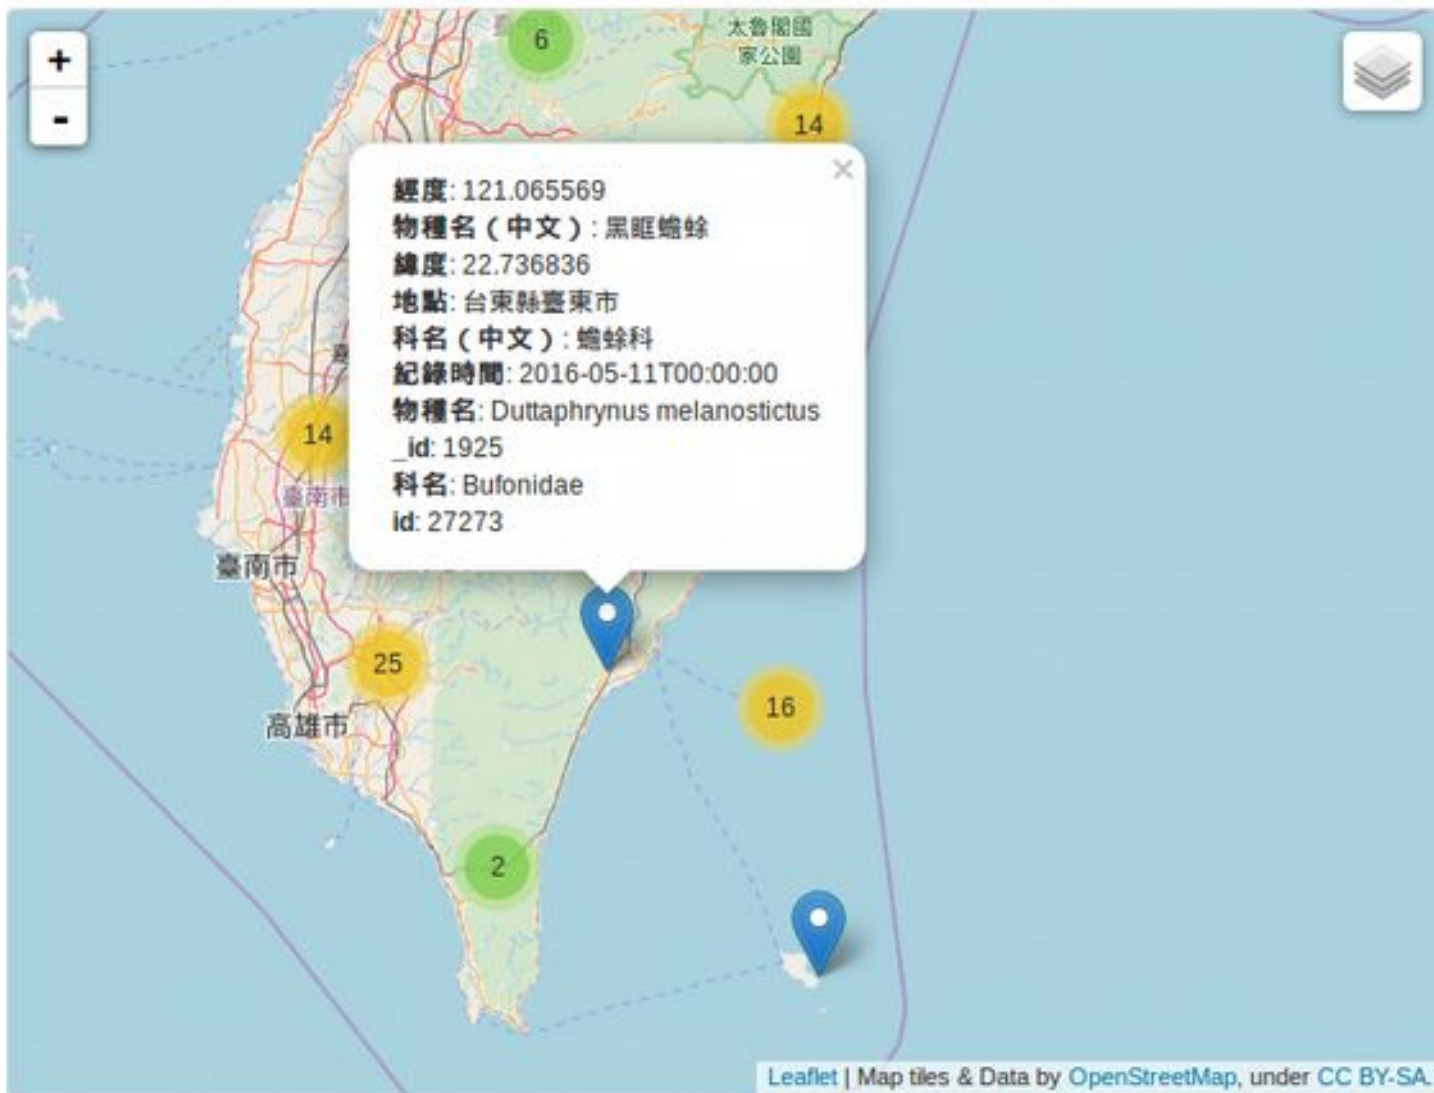 +
-
6
太魯閣國
家公園
14
×
經度: 121.065569
物種名（中文）: 黑眶蟾蜍
緯度: 22.736836
地點: 台東縣臺東市
科名（中文）: 蟾蜍科
紀錄時間: 2016-05-11T00:00:00
物種名: Duttaphrynus melanostictus
_id: 1925
科名: Bufonidae
id: 27273
14
臺南市
臺南市
25
16
高雄市
2
Leaflet | Map tiles & Data by OpenStreetMap, under CC BY-SA.